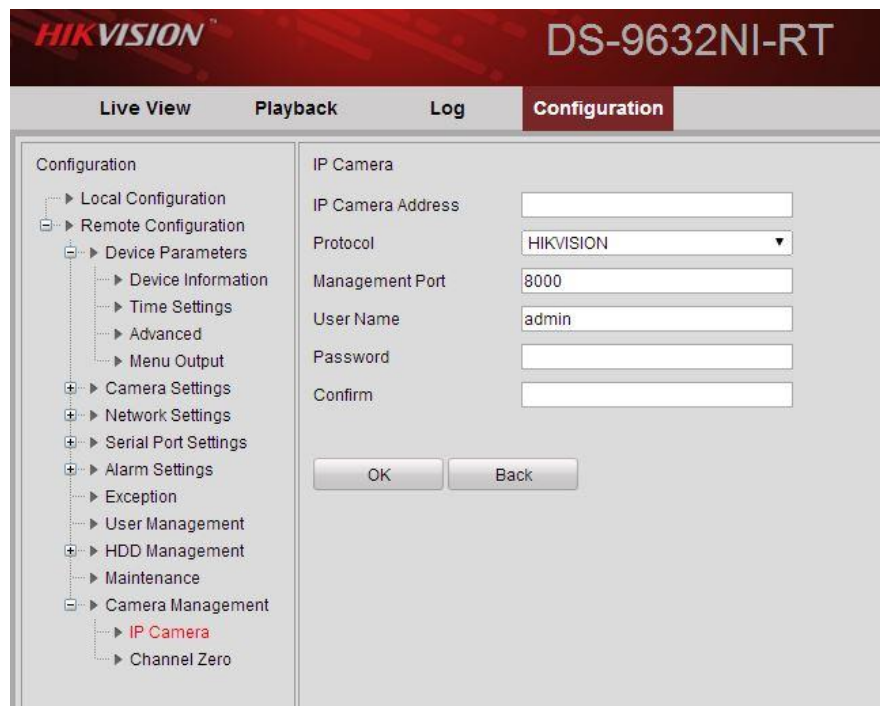 HIKVISION
DS-9632NI-RT
Live View Playback Log Configuration
Configuration
Local Configuration
Remote Configuration
Device Parameters
Device Information
Time Settings
Advanced
Menu Output
Camera Settings
Network Settings
Serial Port Settings
Alarm Settings
Exception
User Management
HDD Management
Maintenance
Camera Management
IP Camera
Channel Zero
IP Camera
IP Camera Address
Protocol HIKVISION
Management Port 8000
User Name admin
Password
Confirm
OK Back